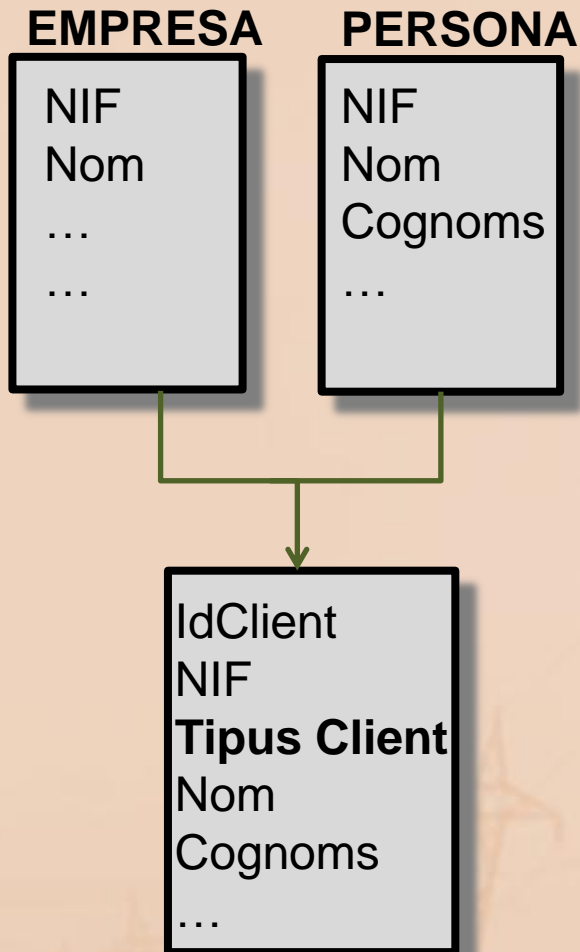 EMPRESA
NIF
Nom
…
…
PERSONA
NIF
Nom
Cognoms
…
IdClient
NIF
Tipus Client
Nom
Cognoms
…